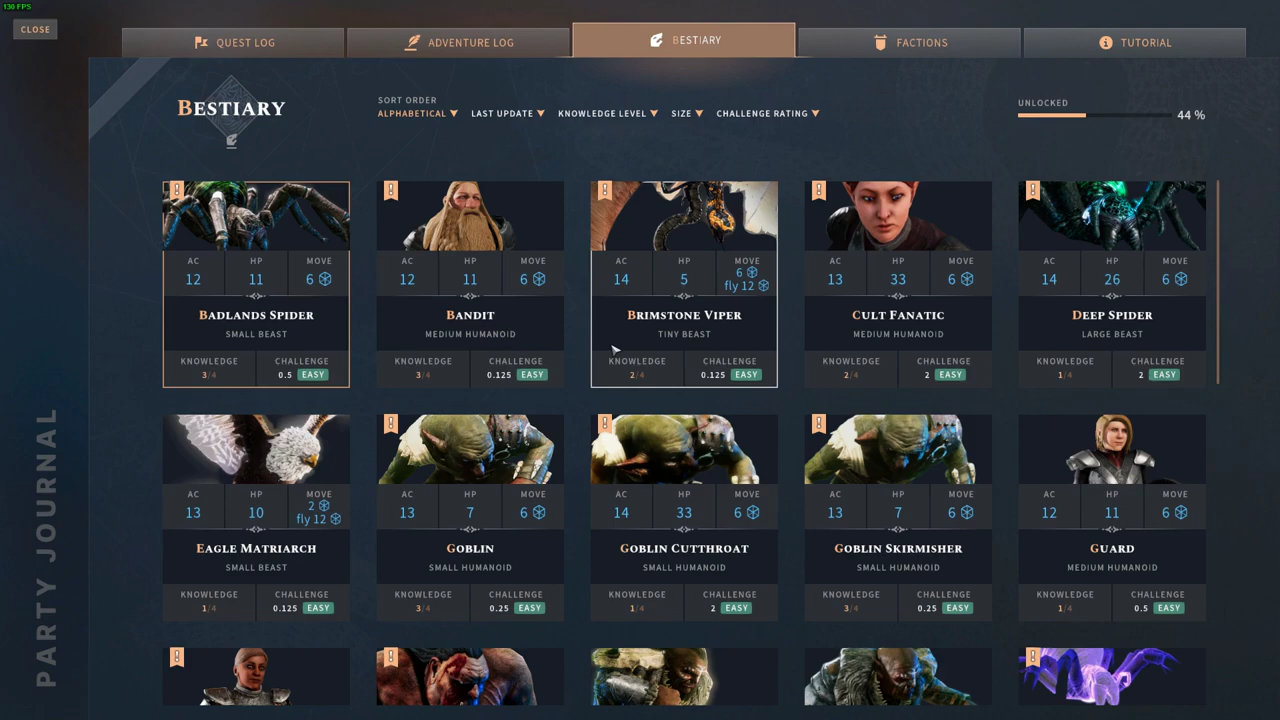 130 FPS
CLOSE
QUEST LOG
ADVENTURE LOG
BESTIARY
FACTIONS
TUTORIAL
BESTIARY
SORT ORDER
ALPHABETICAL LAST UPDATE KNOWLEDGE LEVEL SIZE CHALLENGE RATING
UNLOCKED
44 %
PARTY JOURNAL
!
AC HP MOVE
12 11 6
BADLANDS SPIDER
SMALL BEAST
KNOWLEDGE CHALLENGE
3/4 0.5 EASY
!
AC HP MOVE
12 11 6
BANDIT
MEDIUM HUMANOID
KNOWLEDGE CHALLENGE
3/4 0.125 EASY
!
AC HP MOVE
14 5 6
fly 12
BRIMSTONE VIPER
TINY BEAST
KNOWLEDGE CHALLENGE
2/4 0.125 EASY
!
AC HP MOVE
13 33 6
CULT FANATIC
MEDIUM HUMANOID
KNOWLEDGE CHALLENGE
2/4 2 EASY
!
AC HP MOVE
14 26 6
DEEP SPIDER
LARGE BEAST
KNOWLEDGE CHALLENGE
1/4 2 EASY
AC HP MOVE
13 10 2
fly 12
EAGLE MATRIARCH
SMALL BEAST
KNOWLEDGE CHALLENGE
1/4 0.125 EASY
!
AC HP MOVE
13 7 6
GOBLIN
SMALL HUMANOID
KNOWLEDGE CHALLENGE
3/4 0.25 EASY
!
AC HP MOVE
14 33 6
GOBLIN CUTTHROAT
SMALL HUMANOID
KNOWLEDGE CHALLENGE
1/4 2 EASY
!
AC HP MOVE
13 7 6
GOBLIN SKIRMISHER
SMALL HUMANOID
KNOWLEDGE CHALLENGE
3/4 0.25 EASY
AC HP MOVE
12 11 6
GUARD
MEDIUM HUMANOID
KNOWLEDGE CHALLENGE
1/4 0.5 EASY
!
!
!